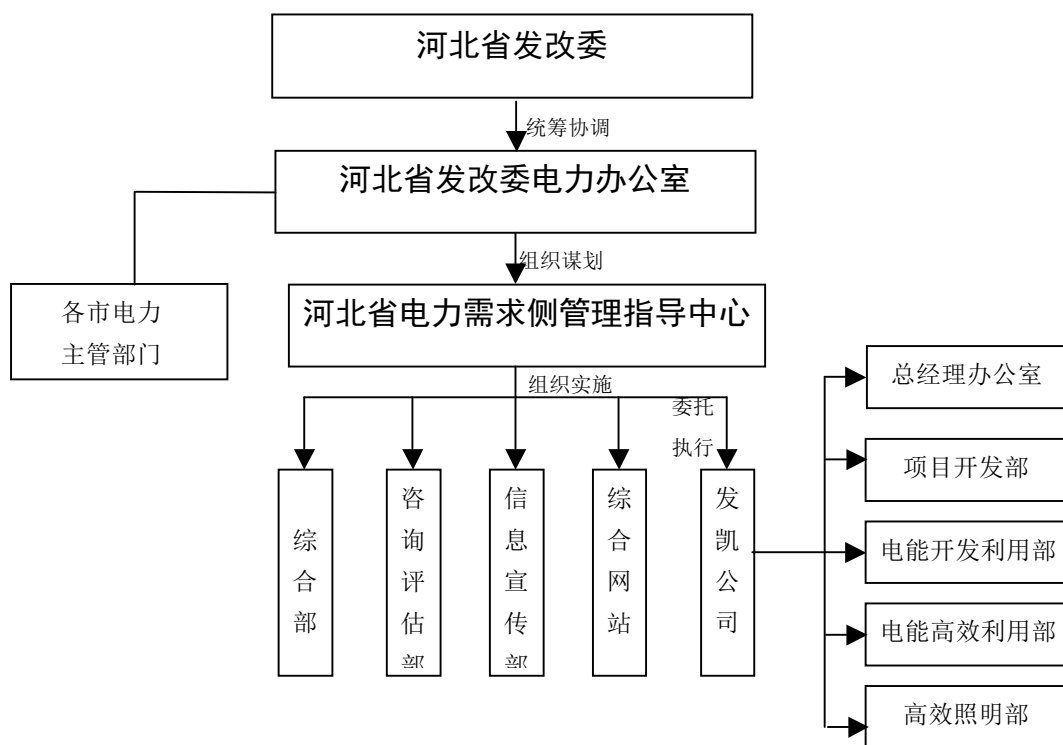 河北省发改委
统筹协调
河北省发改委电力办公室
组织谋划
各市电力
主管部门
河北省电力需求侧管理指导中心
组织实施
委托
执行
综合部
咨询评估部
信息宣传部
综合网站
发凯公司
总经理办公室
项目开发部
电能开发利用部
电能高效利用部
高效照明部